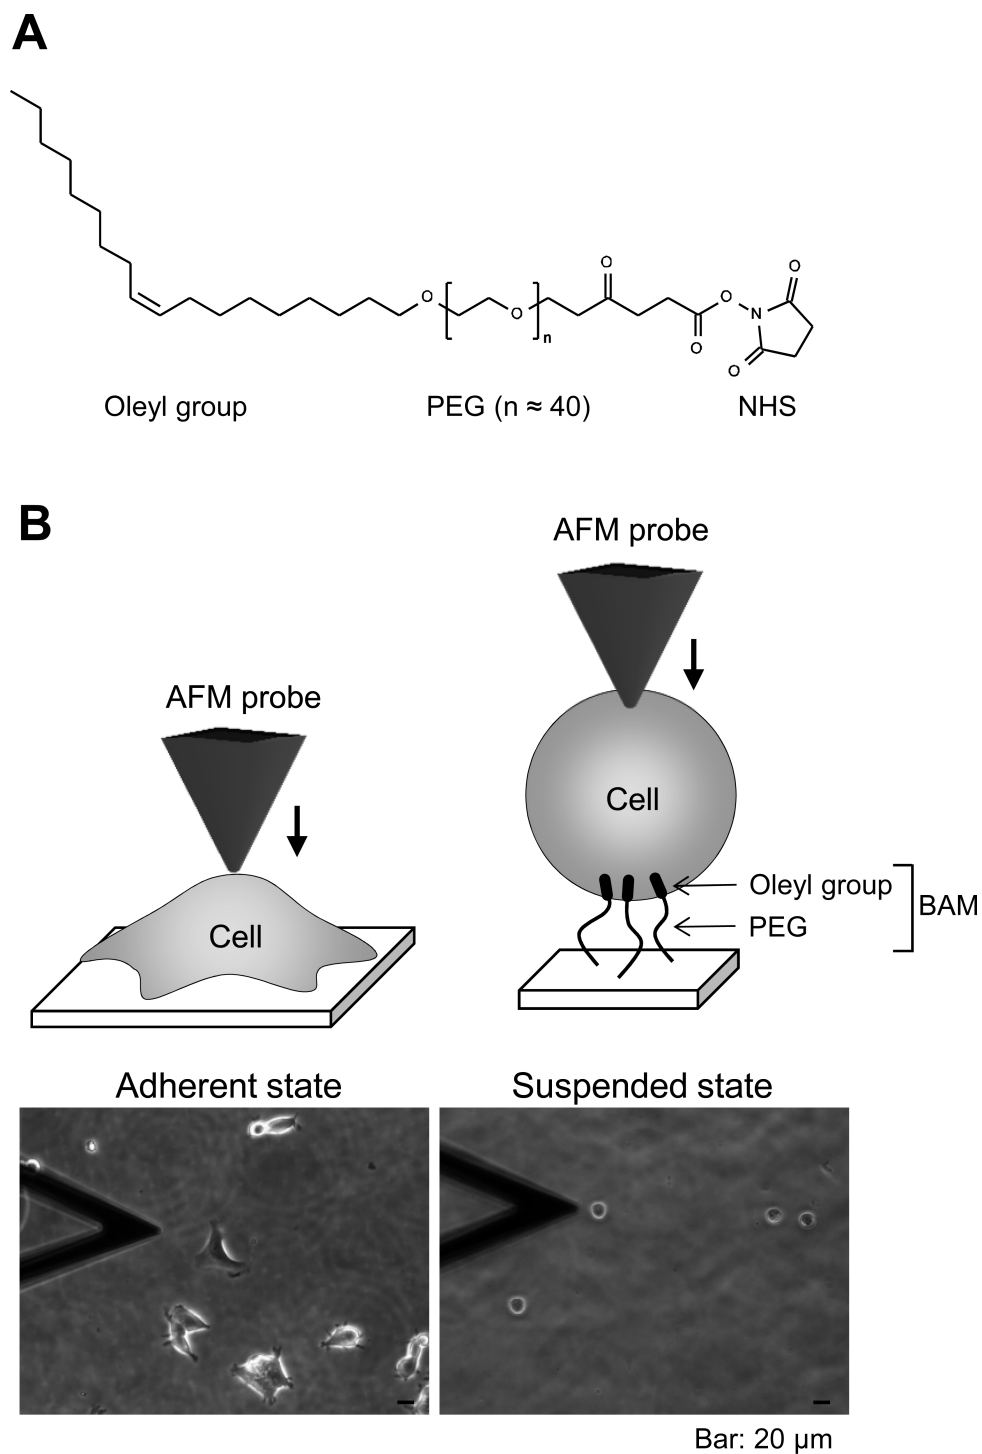 A
O
O
n
O
O
O
N
O
O
Oleyl group
PEG (n ≈ 40)
NHS
B
AFM probe
AFM probe
Cell
Cell
Oleyl group
PEG
BAM
Adherent state
Suspended state
Bar: 20 µm